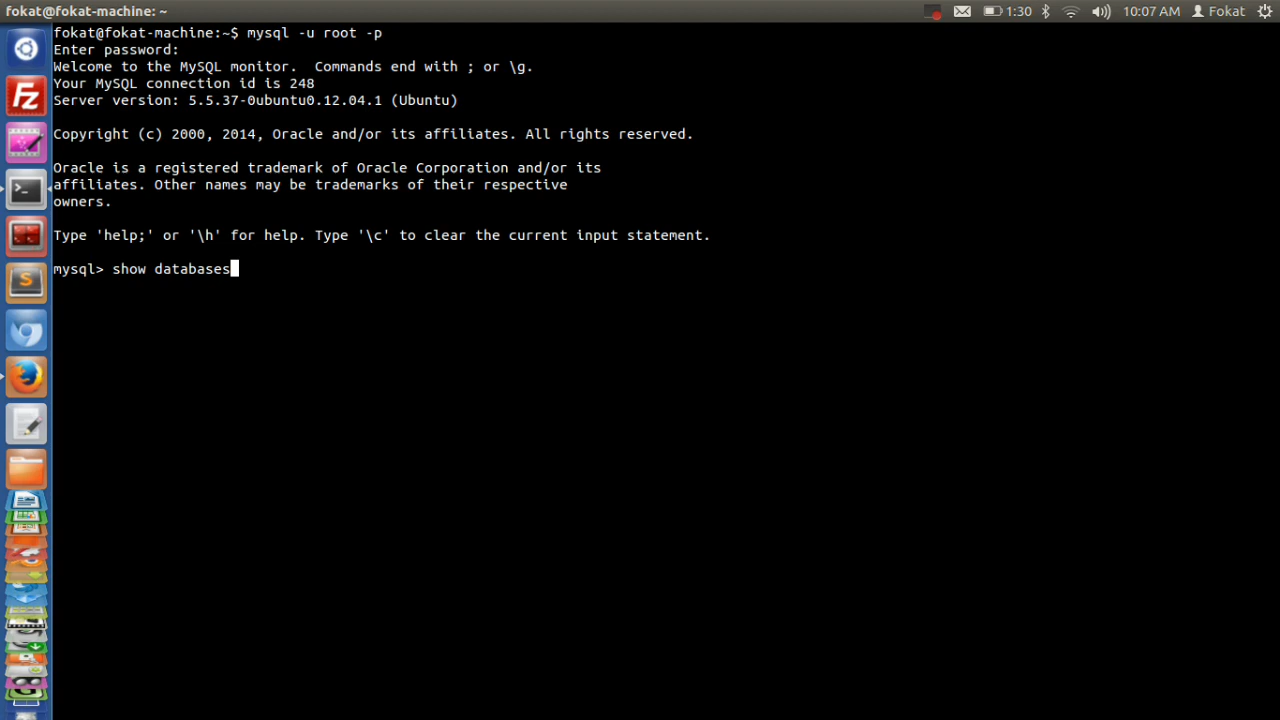 fokat@fokat-machine: ~
1:30
10:07 AM
Fokat
fokat@fokat-machine:~$ mysql -u root -p
Enter password:
Welcome to the MySQL monitor.  Commands end with ; or \g.
Your MySQL connection id is 248
Server version: 5.5.37-0ubuntu0.12.04.1 (Ubuntu)
Copyright (c) 2000, 2014, Oracle and/or its affiliates. All rights reserved.
Oracle is a registered trademark of Oracle Corporation and/or its
affiliates. Other names may be trademarks of their respective
owners.
Type 'help;' or '\h' for help. Type '\c' to clear the current input statement.
mysql> show databases